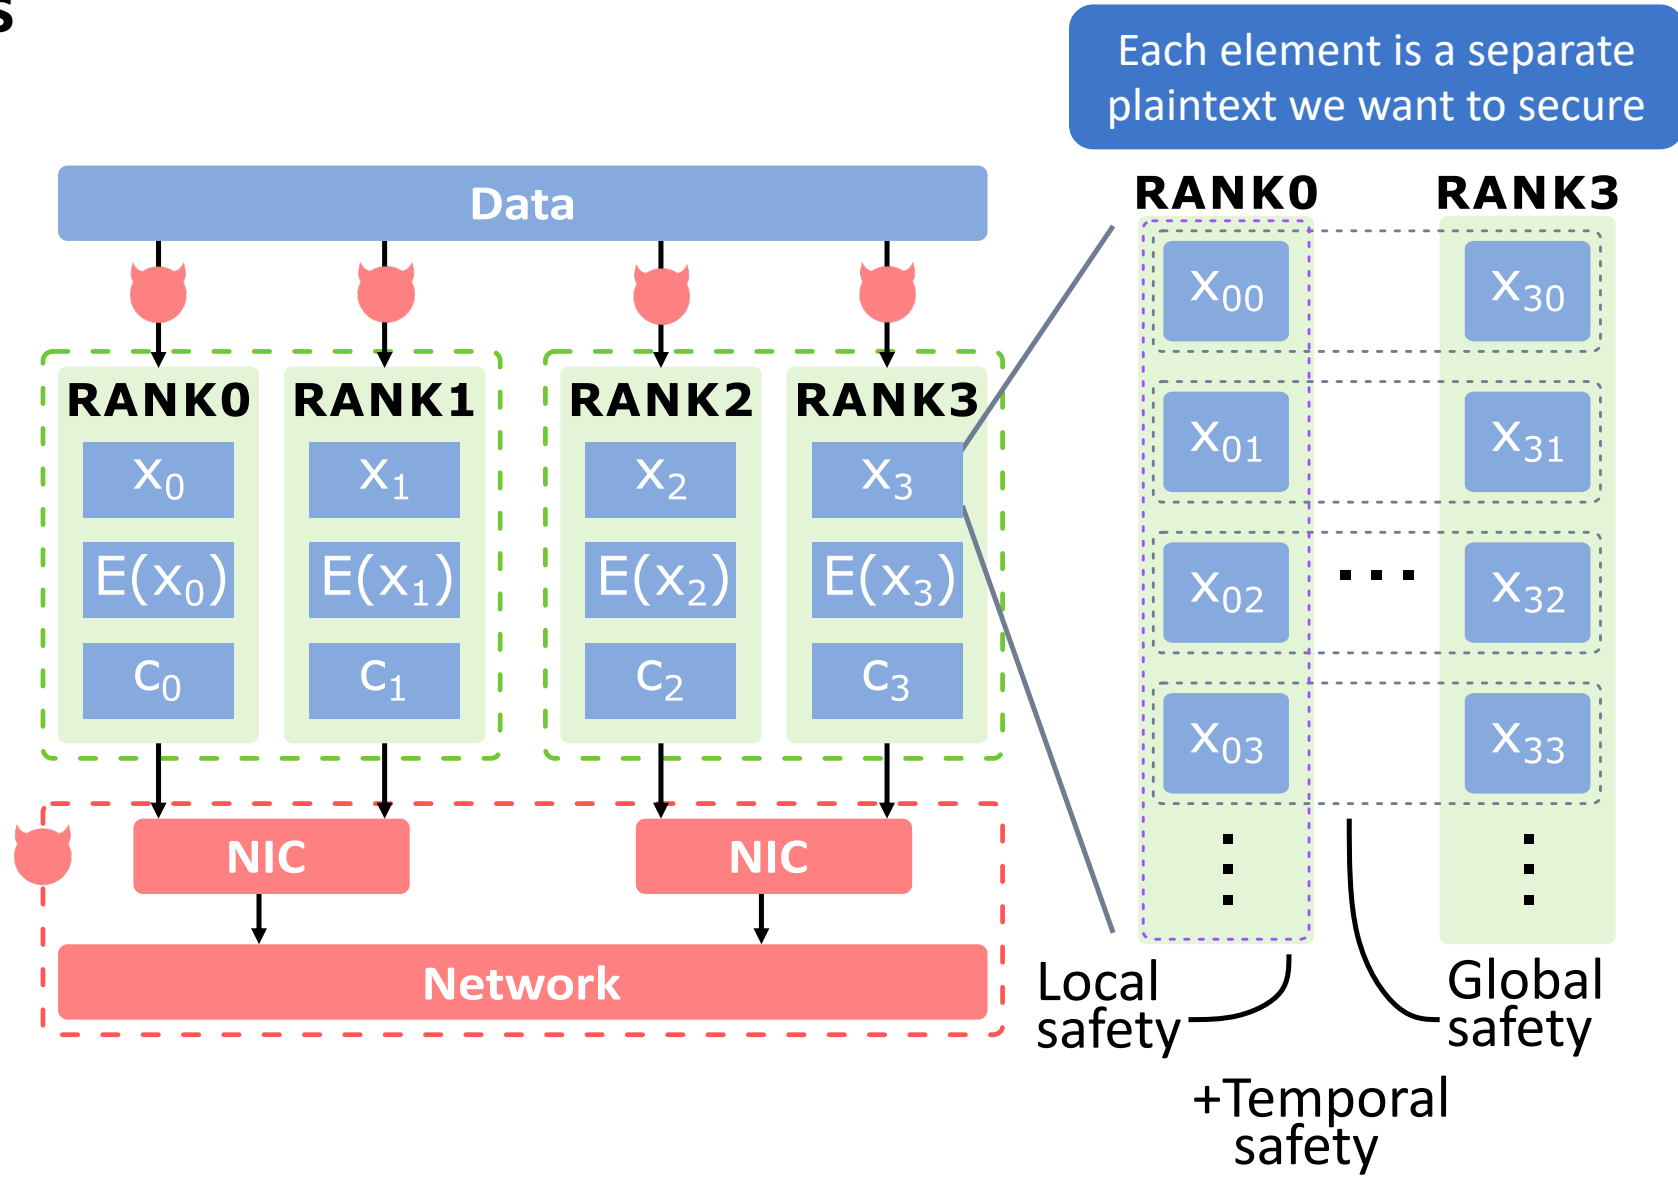 s
Each element is a separate
plaintext we want to secure
Data
RANK0 RANK1 RANK2 RANK3
x₀ x₁ x₂ x₃
E(x₀) E(x₁) E(x₂) E(x₃)
c₀ c₁ c₂ c₃
NIC NIC
Network
RANK0 RANK3
x₀₀ x₃₀
x₀₁ x₃₁
x₀₂ ... x₃₂
x₀₃ x₃₃
Local
safety
Global
safety
+Temporal
safety